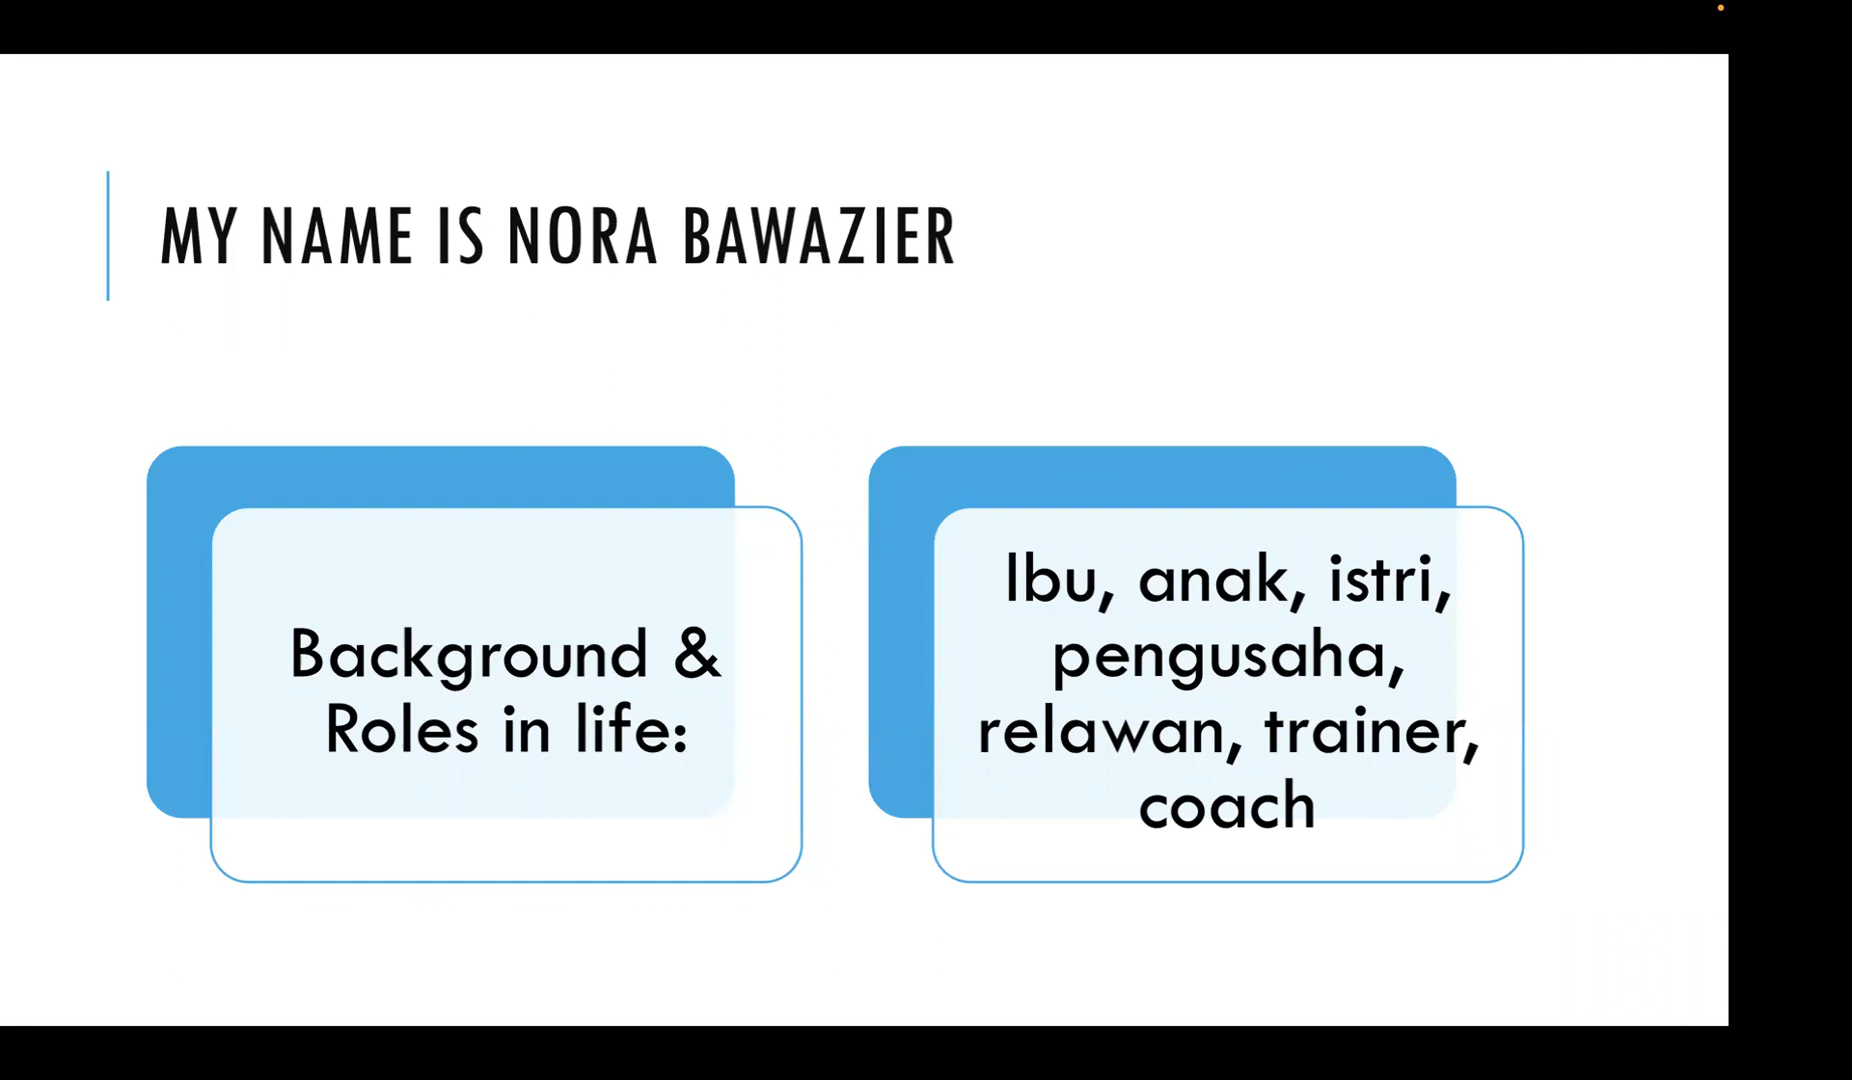 MY NAME IS NORA BAWAZIER
Background &
Roles in life:
Ibu, anak, istri,
pengusaha,
relawan, trainer,
coach